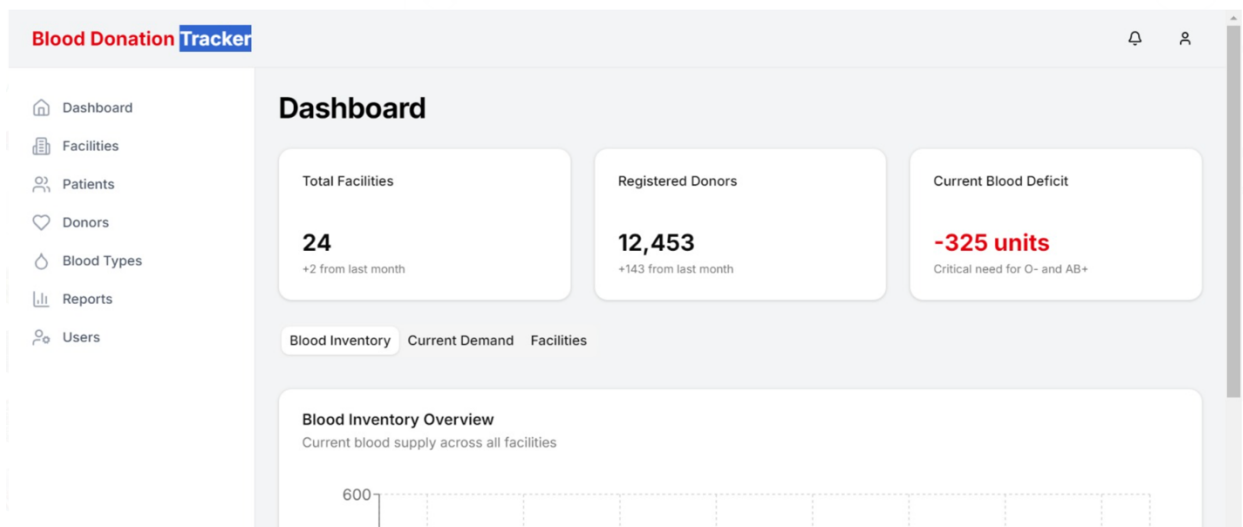 Blood Donation Tracker
Dashboard
Facilities
Patients
Donors
Blood Types
Reports
Users
Dashboard
Total Facilities
24
+2 from last month
Registered Donors
12,453
+143 from last month
Current Blood Deficit
-325 units
Critical need for O- and AB+
Blood Inventory Current Demand Facilities
Blood Inventory Overview
Current blood supply across all facilities
600